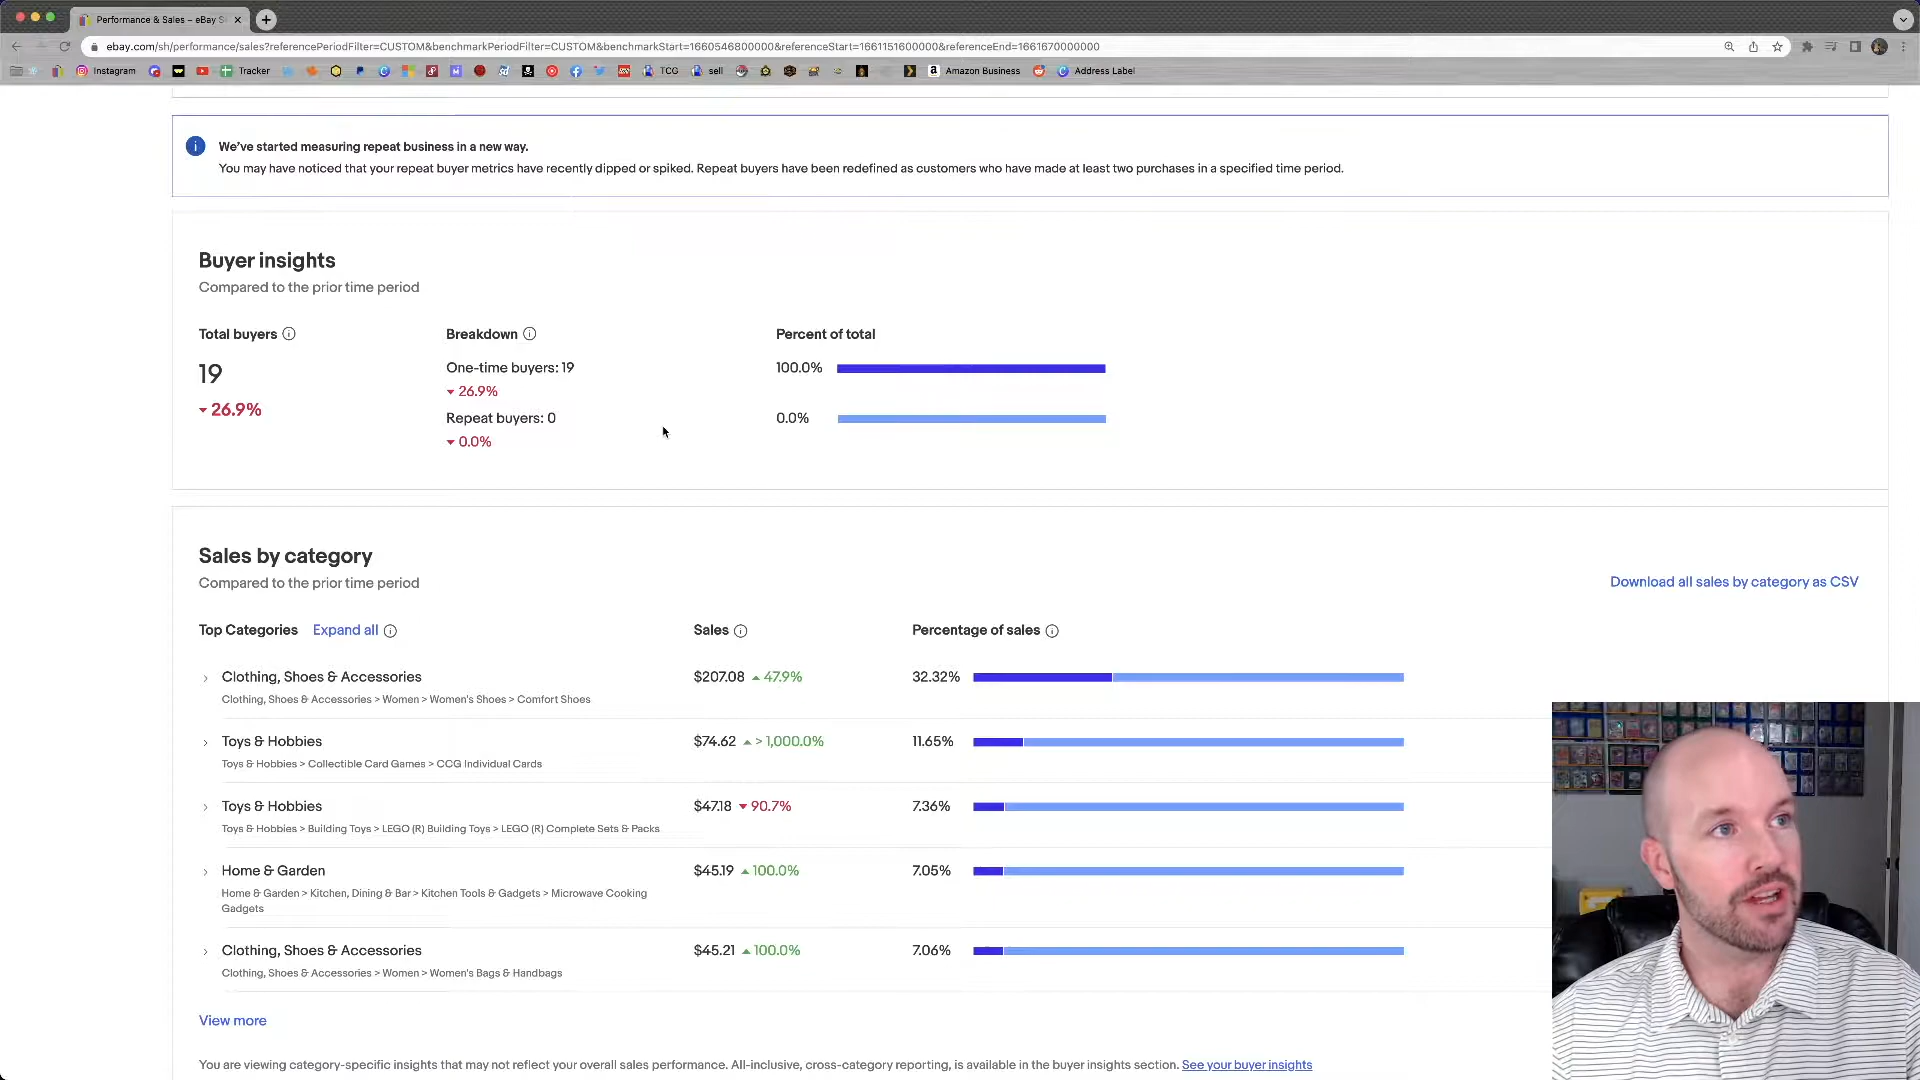 Performance & Sales – eBay S
ebay.com/sh/performance/sales?referencePeriodFilter=CUSTOM&benchmarkPeriodFilter=CUSTOM&benchmarkStart=1660546800000&referenceStart=1661151600000&referenceEnd=1661670000000
Instagram Tracker TCG sell Amazon Business Address Label
We've started measuring repeat business in a new way.
You may have noticed that your repeat buyer metrics have recently dipped or spiked. Repeat buyers have been redefined as customers who have made at least two purchases in a specified time period.
Buyer insights
Compared to the prior time period
Total buyers Breakdown Percent of total
19 One-time buyers: 19 100.0%
26.9% 26.9%
Repeat buyers: 0 0.0%
0.0%
Sales by category
Compared to the prior time period
Download all sales by category as CSV
Top Categories Expand all Sales Percentage of sales
Clothing, Shoes & Accessories $207.08 47.9% 32.32%
Clothing, Shoes & Accessories > Women > Women's Shoes > Comfort Shoes
Toys & Hobbies $74.62 > 1,000.0% 11.65%
Toys & Hobbies > Collectible Card Games > CCG Individual Cards
Toys & Hobbies $47.18 90.7% 7.36%
Toys & Hobbies > Building Toys > LEGO (R) Building Toys > LEGO (R) Complete Sets & Packs
Home & Garden $45.19 100.0% 7.05%
Home & Garden > Kitchen, Dining & Bar > Kitchen Tools & Gadgets > Microwave Cooking
Gadgets
Clothing, Shoes & Accessories $45.21 100.0% 7.06%
Clothing, Shoes & Accessories > Women > Women's Bags & Handbags
View more
You are viewing category-specific insights that may not reflect your overall sales performance. All-inclusive, cross-category reporting, is available in the buyer insights section. See your buyer insights